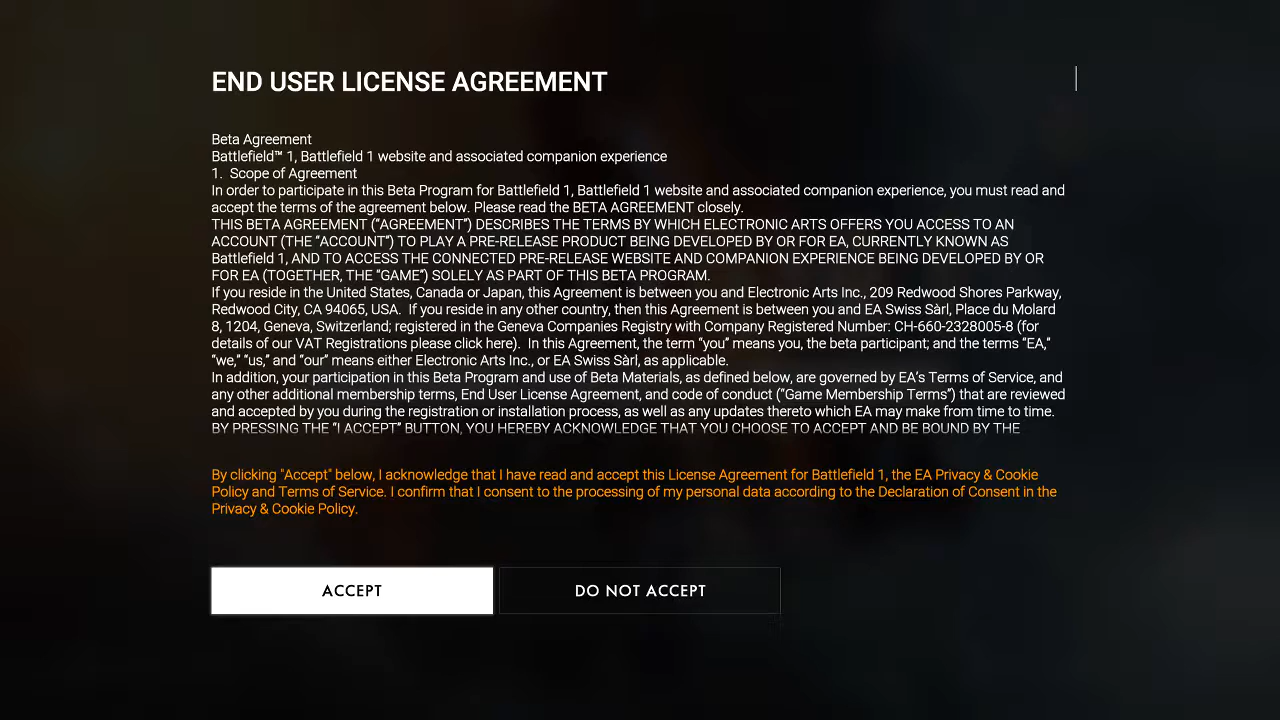 END USER LICENSE AGREEMENT
Beta Agreement
Battlefield™ 1, Battlefield 1 website and associated companion experience
1.  Scope of Agreement
In order to participate in this Beta Program for Battlefield 1, Battlefield 1 website and associated companion experience, you must read and
accept the terms of the agreement below. Please read the BETA AGREEMENT closely.
THIS BETA AGREEMENT (“AGREEMENT”) DESCRIBES THE TERMS BY WHICH ELECTRONIC ARTS OFFERS YOU ACCESS TO AN
ACCOUNT (THE “ACCOUNT”) TO PLAY A PRE-RELEASE PRODUCT BEING DEVELOPED BY OR FOR EA, CURRENTLY KNOWN AS
Battlefield 1, AND TO ACCESS THE CONNECTED PRE-RELEASE WEBSITE AND COMPANION EXPERIENCE BEING DEVELOPED BY OR
FOR EA (TOGETHER, THE “GAME”) SOLELY AS PART OF THIS BETA PROGRAM.
If you reside in the United States, Canada or Japan, this Agreement is between you and Electronic Arts Inc., 209 Redwood Shores Parkway,
Redwood City, CA 94065, USA.  If you reside in any other country, then this Agreement is between you and EA Swiss Sàrl, Place du Molard
8, 1204, Geneva, Switzerland; registered in the Geneva Companies Registry with Company Registered Number: CH-660-2328005-8 (for
details of our VAT Registrations please click here).  In this Agreement, the term “you” means you, the beta participant; and the terms “EA,”
“we,” “us,” and “our” means either Electronic Arts Inc., or EA Swiss Sàrl, as applicable.
In addition, your participation in this Beta Program and use of Beta Materials, as defined below, are governed by EA’s Terms of Service, and
any other additional membership terms, End User License Agreement, and code of conduct (“Game Membership Terms”) that are reviewed
and accepted by you during the registration or installation process, as well as any updates thereto which EA may make from time to time.
BY PRESSING THE “I ACCEPT” BUTTON, YOU HEREBY ACKNOWLEDGE THAT YOU CHOOSE TO ACCEPT AND BE BOUND BY THE
By clicking "Accept" below, I acknowledge that I have read and accept this License Agreement for Battlefield 1, the EA Privacy & Cookie
Policy and Terms of Service. I confirm that I consent to the processing of my personal data according to the Declaration of Consent in the
Privacy & Cookie Policy.
ACCEPT
DO NOT ACCEPT